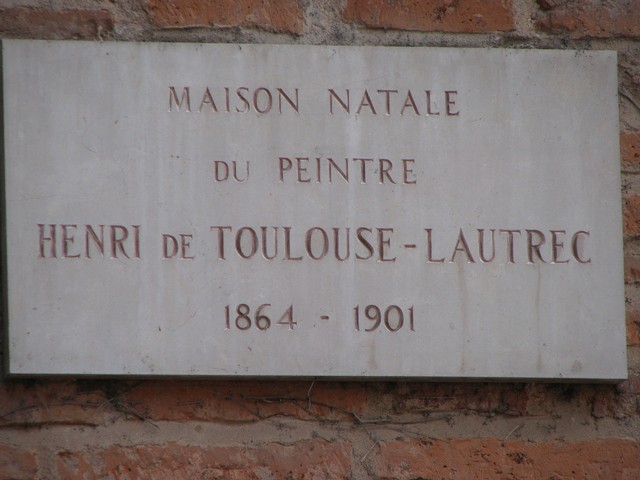 MAISON NATALE
DU PEINTRE
HENRI DE TOULOUSE-LAUTREC
1864 - 1901